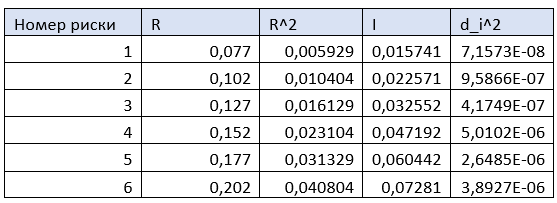 Номер риски R R^2 I d_i^2
1 0,077 0,005929 0,015741 7,1573E-08
2 0,102 0,010404 0,022571 9,5866E-07
3 0,127 0,016129 0,032552 4,1749E-07
4 0,152 0,023104 0,047192 5,0102E-06
5 0,177 0,031329 0,060442 2,6485E-06
6 0,202 0,040804 0,07281 3,8927E-06